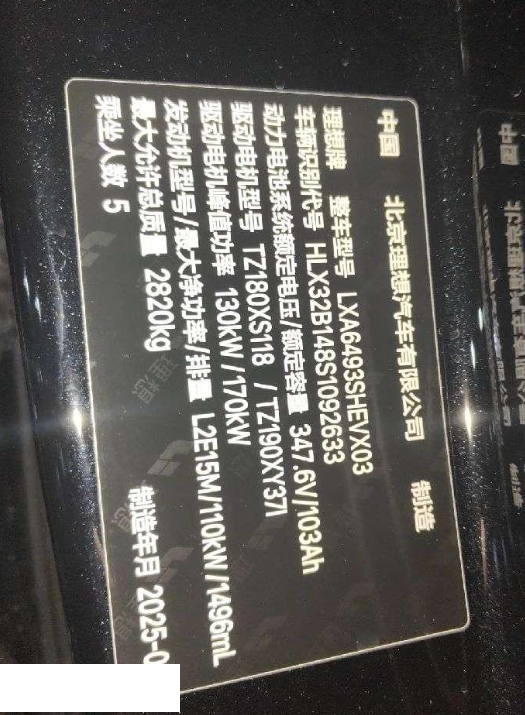 中国 北京理想汽车有限公司 制造
理想牌 整车型号 LXA6493SHEVX03
车辆识别代号 HLX32B148S1092633
动力电池系统额定电压/额定容量 347.6V/103Ah
驱动电机型号 TZ180XS118 / TZ190XY37I
驱动电机峰值功率 130kW/170kW
发动机型号/最大净功率/排量 L2E15M/110kW/1496mL
最大允许总质量 2820kg 制造年月 2025-0
乘坐人数 5